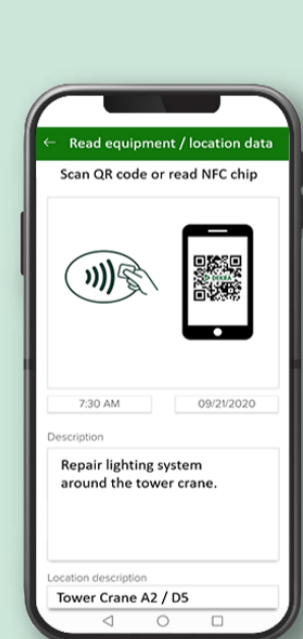 ← Read equipment / location data
Scan QR code or read NFC chip
DEKRA
7:30 AM 09/21/2020
Description
Repair lighting system
around the tower crane.
Location description
Tower Crane A2 / D5